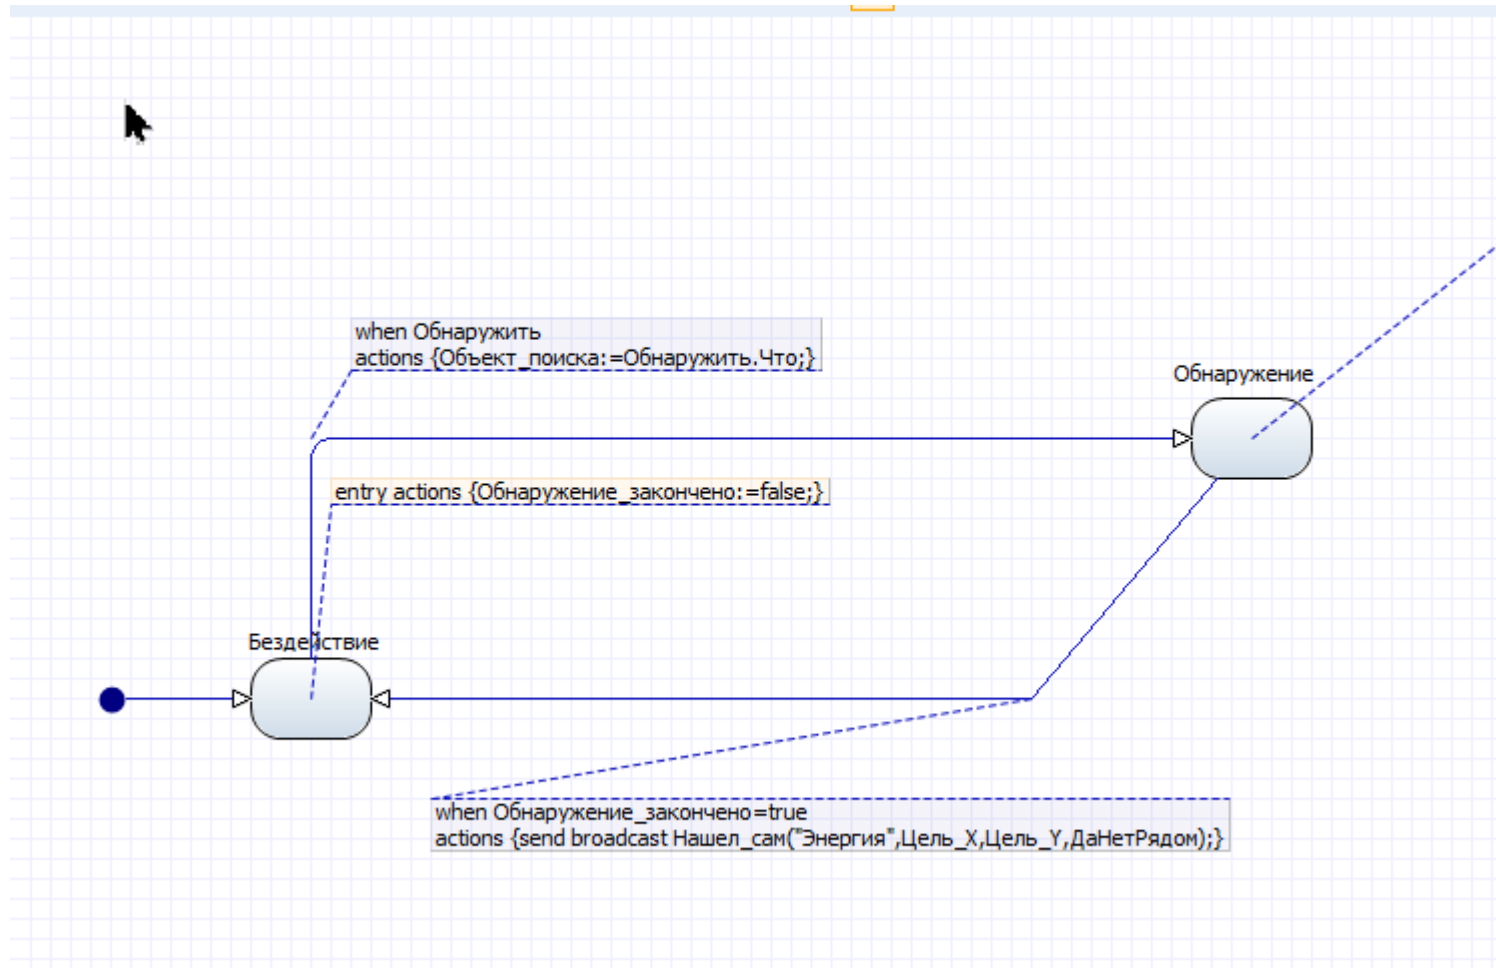 when Обнаружить
actions {Объект_поиска:=Обнаружить.Что;}
Обнаружение
entry actions {Обнаружение_закончено:=false;}
Бездействие
when Обнаружение_закончено=true
actions {send broadcast Нашел_сам("Энергия",Цель_X,Цель_Y,ДаНетРядом);}